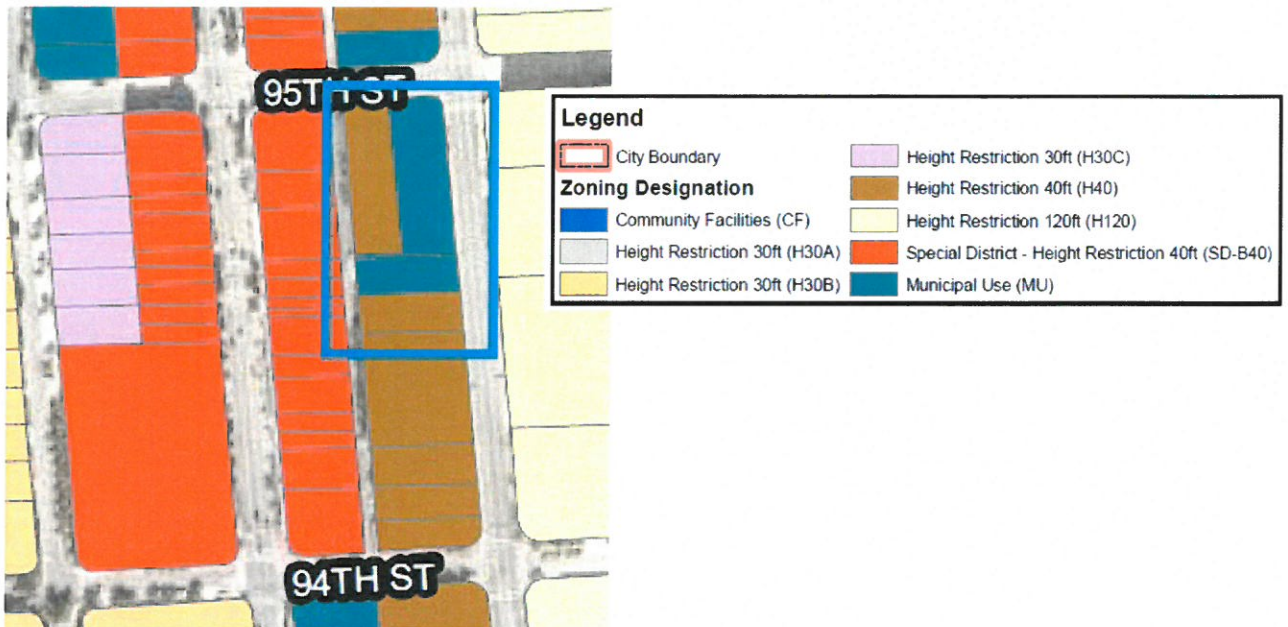 95TH ST
94TH ST
Legend
City Boundary
Zoning Designation
Community Facilities (CF)
Height Restriction 30ft (H30A)
Height Restriction 30ft (H30B)
Height Restriction 30ft (H30C)
Height Restriction 40ft (H40)
Height Restriction 120ft (H120)
Special District - Height Restriction 40ft (SD-B40)
Municipal Use (MU)